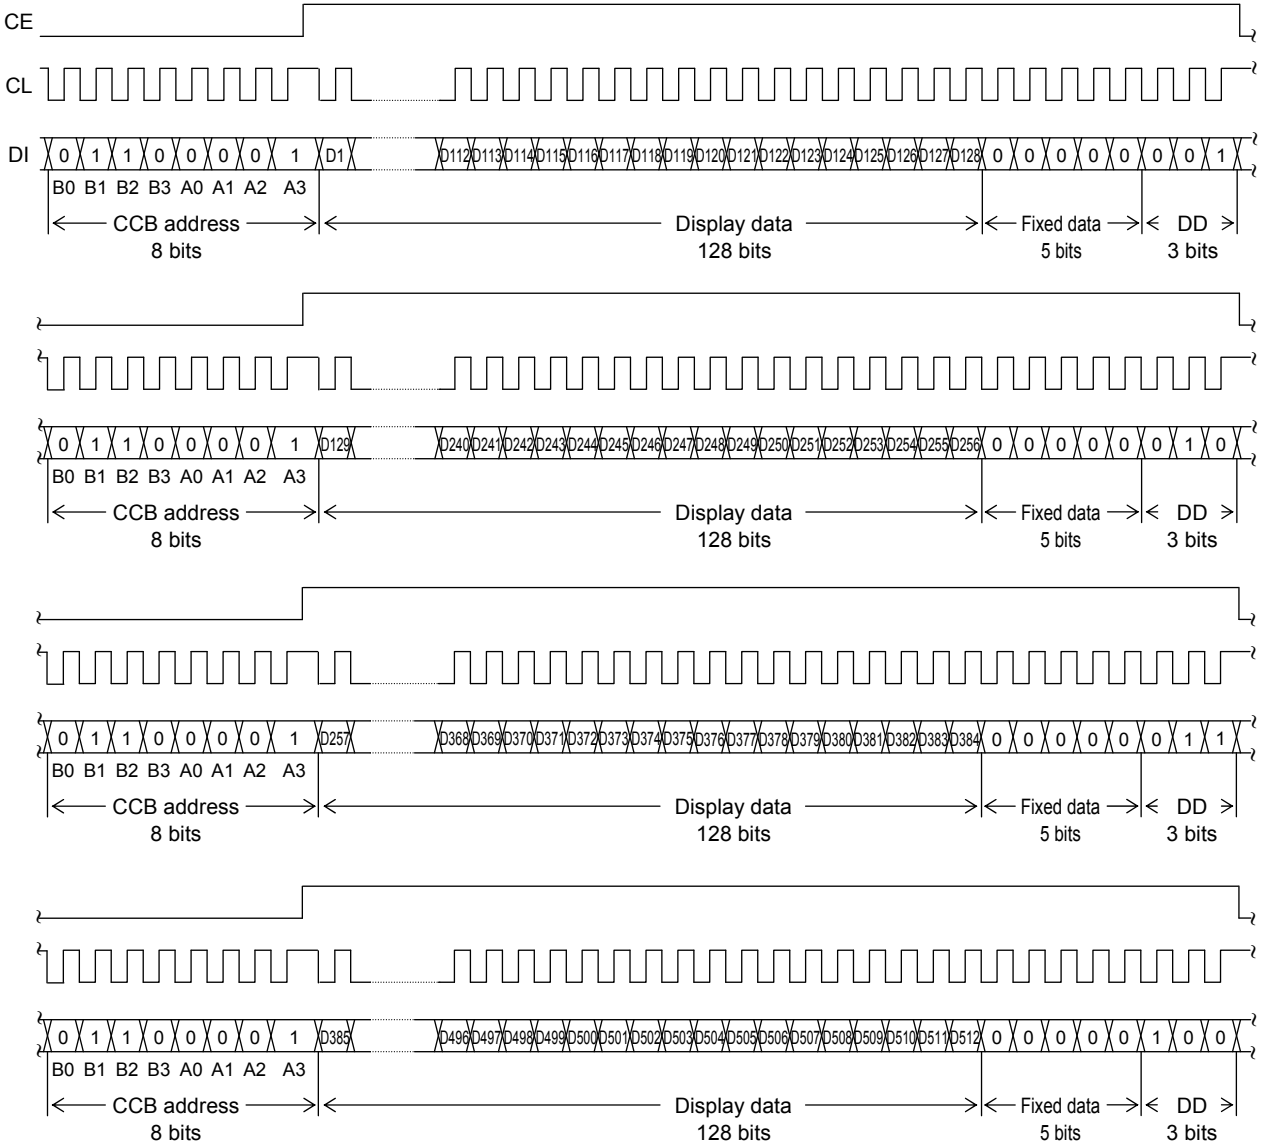 CE
CL
DI 0 1 1 0 0 0 0 1 D1 D112 D113 D114 D115 D116 D117 D118 D119 D120 D121 D122 D123 D124 D125 D126 D127 D128 0 0 0 0 0 0 0 1
B0 B1 B2 B3 A0 A1 A2 A3
CCB address Display data Fixed data DD
8 bits 128 bits 5 bits 3 bits
0 1 1 0 0 0 0 1 D129 D240 D241 D242 D243 D244 D245 D246 D247 D248 D249 D250 D251 D252 D253 D254 D255 D256 0 0 0 0 0 0 1 0
B0 B1 B2 B3 A0 A1 A2 A3
CCB address Display data Fixed data DD
8 bits 128 bits 5 bits 3 bits
0 1 1 0 0 0 0 1 D257 D368 D369 D370 D371 D372 D373 D374 D375 D376 D377 D378 D379 D380 D381 D382 D383 D384 0 0 0 0 0 0 1 1
B0 B1 B2 B3 A0 A1 A2 A3
CCB address Display data Fixed data DD
8 bits 128 bits 5 bits 3 bits
0 1 1 0 0 0 0 1 D385 D496 D497 D498 D499 D500 D501 D502 D503 D504 D505 D506 D507 D508 D509 D510 D511 D512 0 0 0 0 0 1 0 0
B0 B1 B2 B3 A0 A1 A2 A3
CCB address Display data Fixed data DD
8 bits 128 bits 5 bits 3 bits